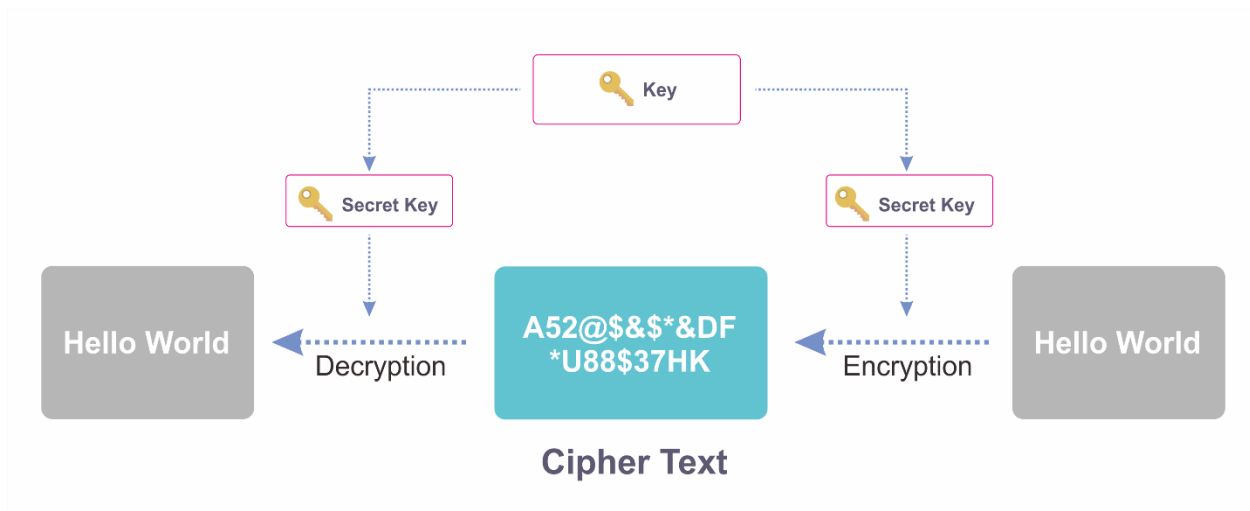 Key
Secret Key
Secret Key
Hello World
Decryption
A52@$&$*&DF
*U88$37HK
Encryption
Hello World
Cipher Text